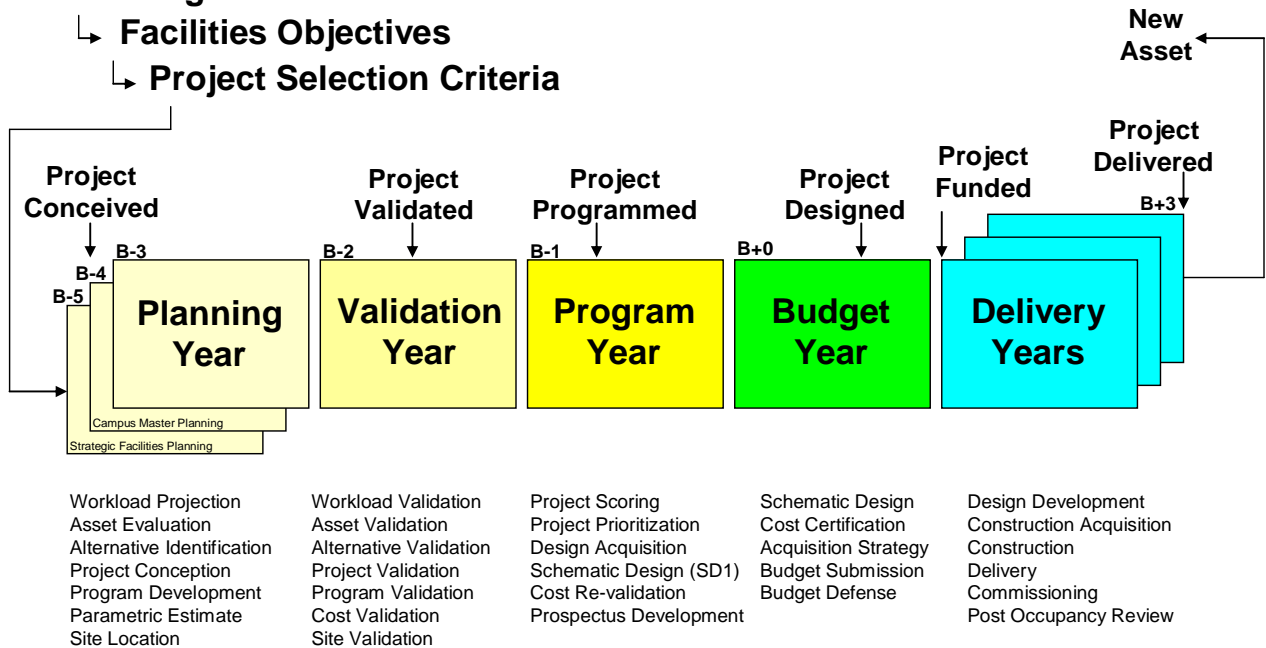 Facilities Objectives
Project Selection Criteria
New
Asset
Project
Conceived
Project
Validated
Project
Programmed
Project
Designed
Project
Funded
Project
Delivered
B-5
B-4
B-3
B-2
B-1
B+0
B+3
Planning
Year
Validation
Year
Program
Year
Budget
Year
Delivery
Years
Campus Master Planning
Strategic Facilities Planning
Workload Projection
Asset Evaluation
Alternative Identification
Project Conception
Program Development
Parametric Estimate
Site Location
Workload Validation
Asset Validation
Alternative Validation
Project Validation
Program Validation
Cost Validation
Site Validation
Project Scoring
Project Prioritization
Design Acquisition
Schematic Design (SD1)
Cost Re-validation
Prospectus Development
Schematic Design
Cost Certification
Acquisition Strategy
Budget Submission
Budget Defense
Design Development
Construction Acquisition
Construction
Delivery
Commissioning
Post Occupancy Review